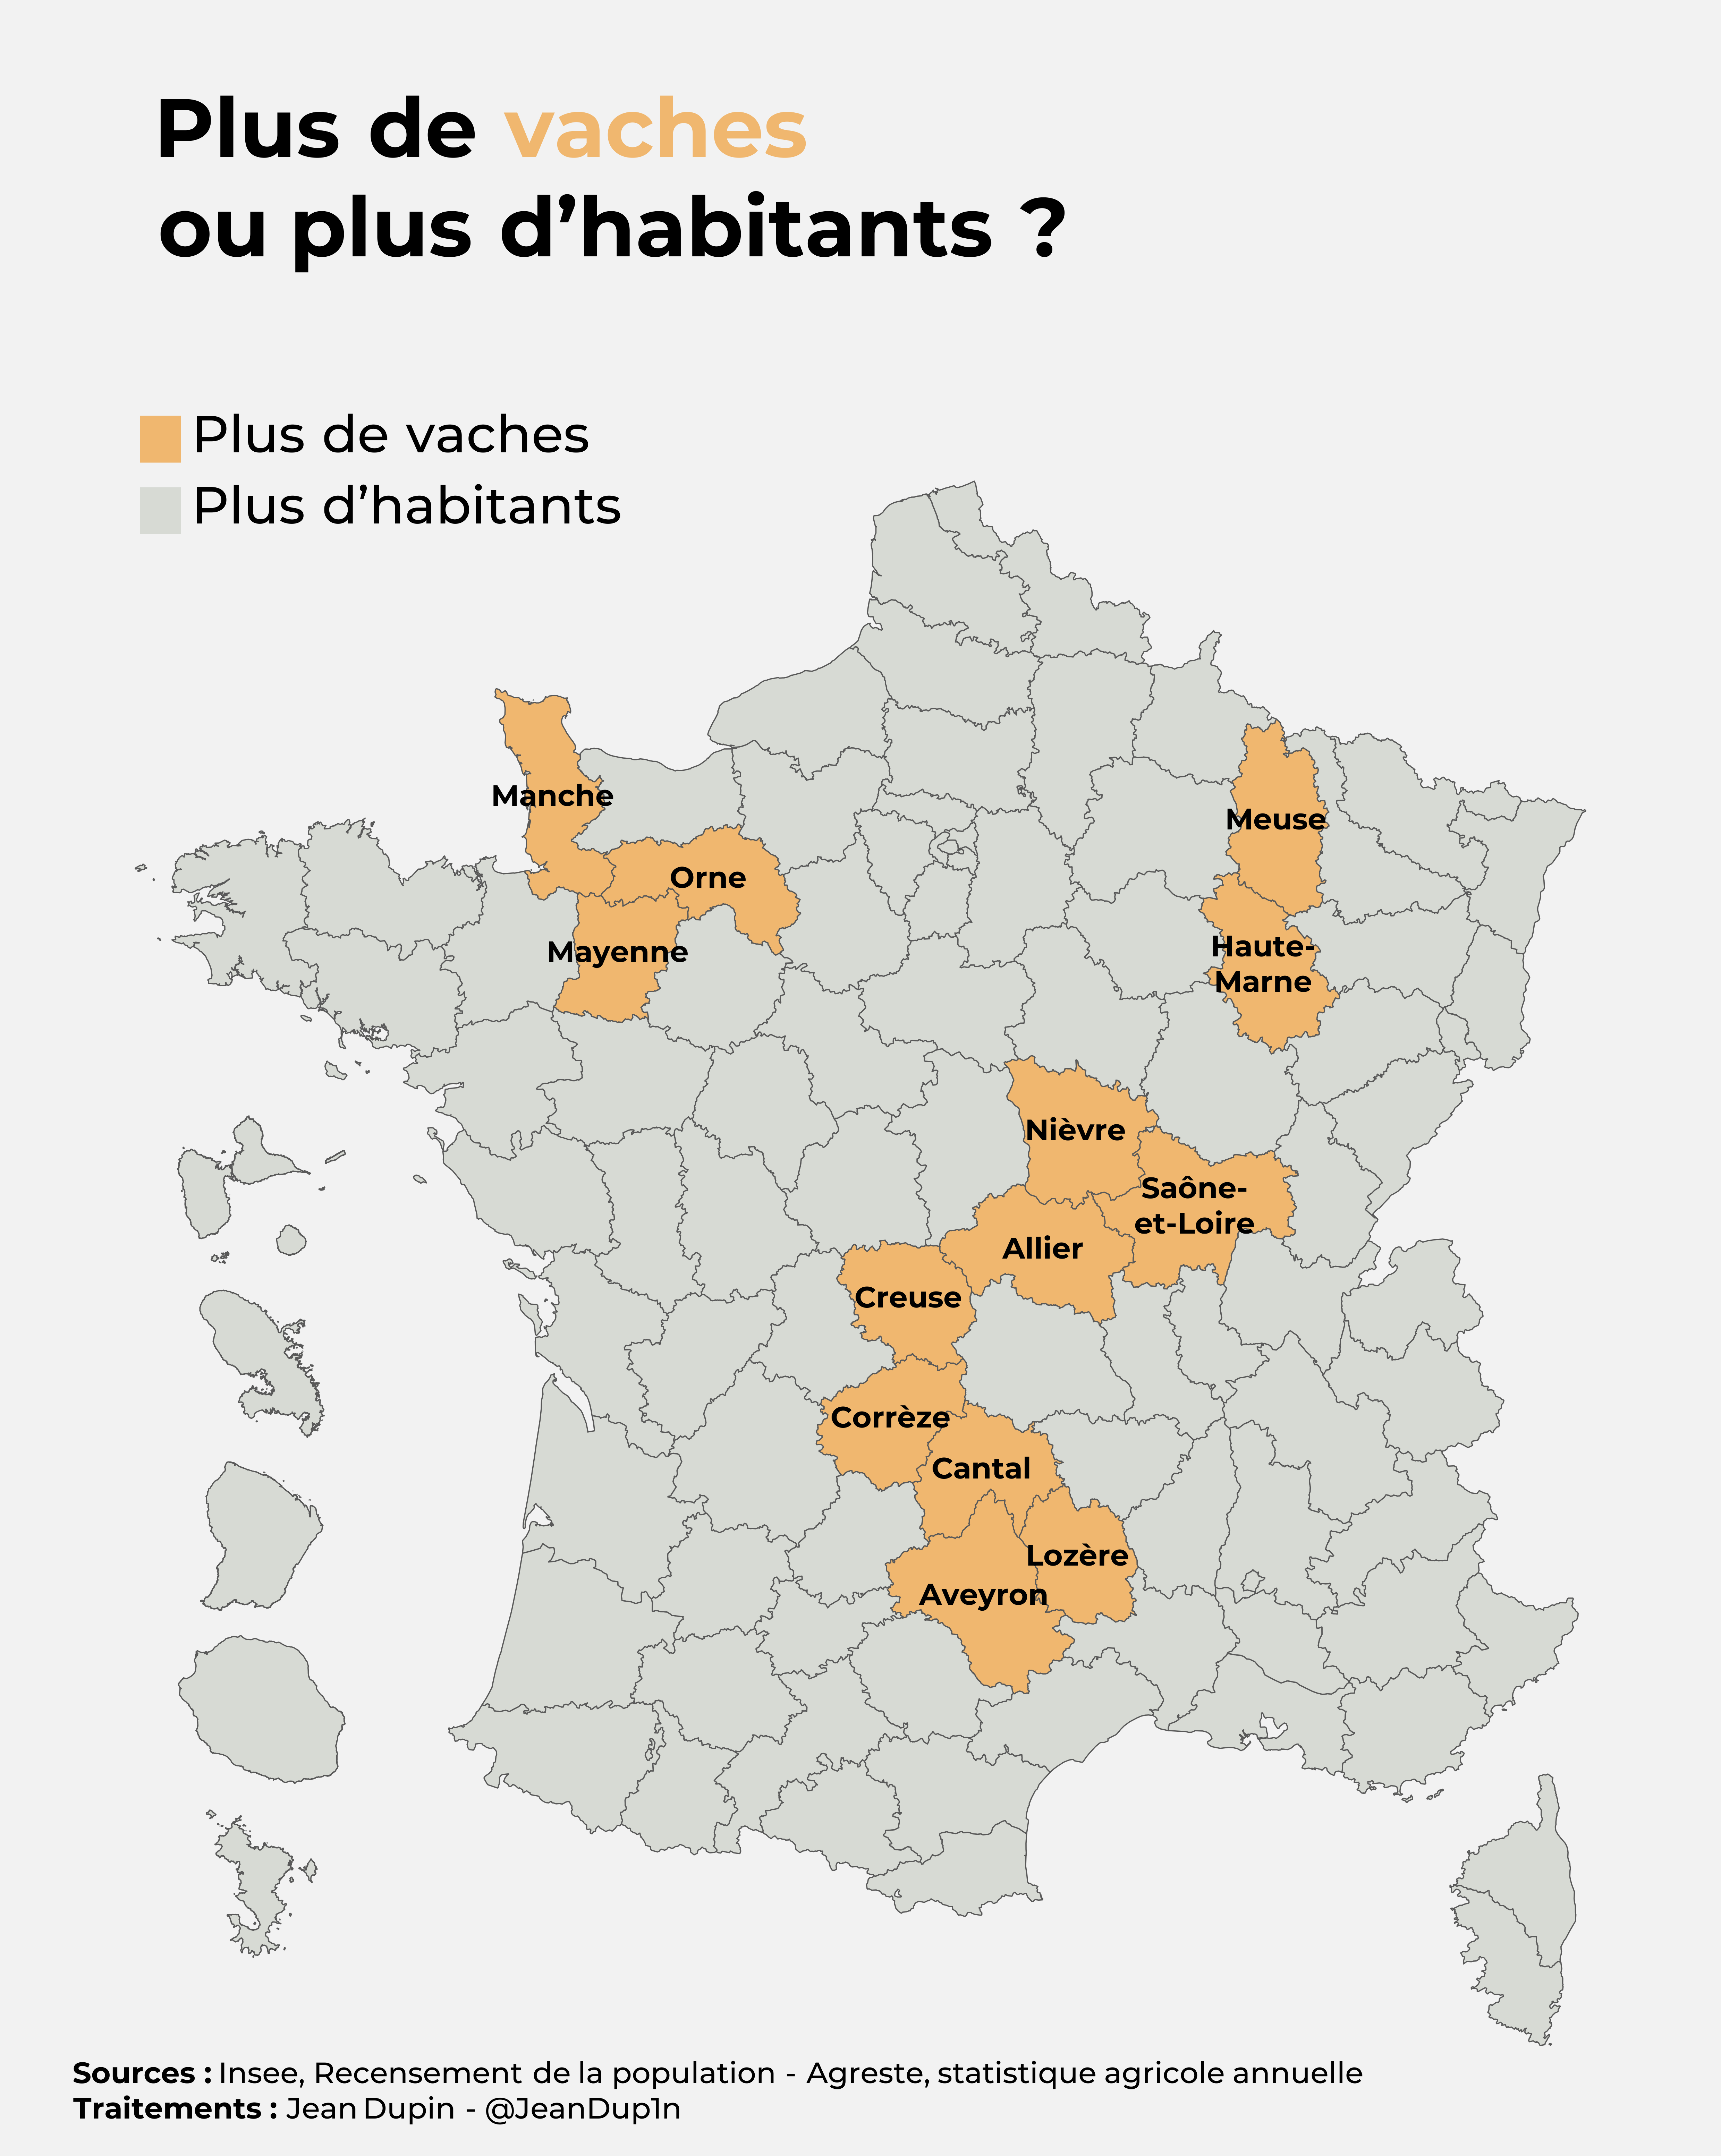 Plus de vaches
ou plus d’habitants ?
Plus de vaches
Plus d’habitants
Manche
Meuse
Orne
Haute-
Marne
Mayenne
Nièvre
Saône-
et-Loire
Allier
Creuse
Corrèze
Cantal
Lozère
Aveyron
Sources : Insee, Recensement de la population - Agreste, statistique agricole annuelle
Traitements : Jean Dupin - @JeanDup1n